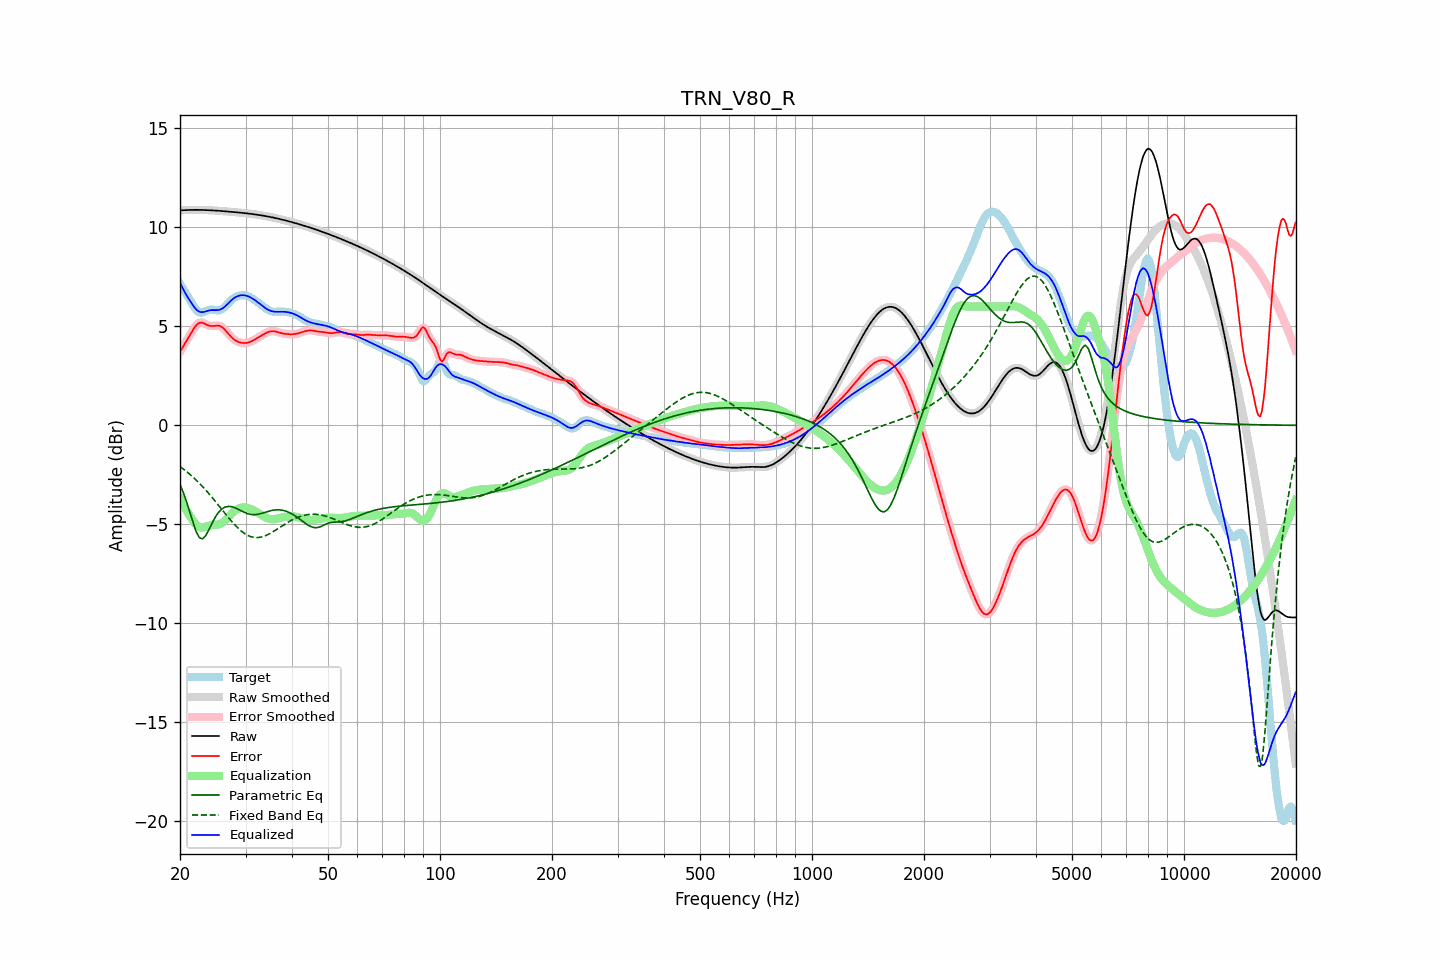 TRN_V80_R
Amplitude (dBr)
15
10
5
0
−5
−10
−15
−20
Target
Raw Smoothed
Error Smoothed
Raw
Error
Equalization
Parametric Eq
Fixed Band Eq
Equalized
20
50
100
200
500
1000
2000
5000
10000
20000
Frequency (Hz)